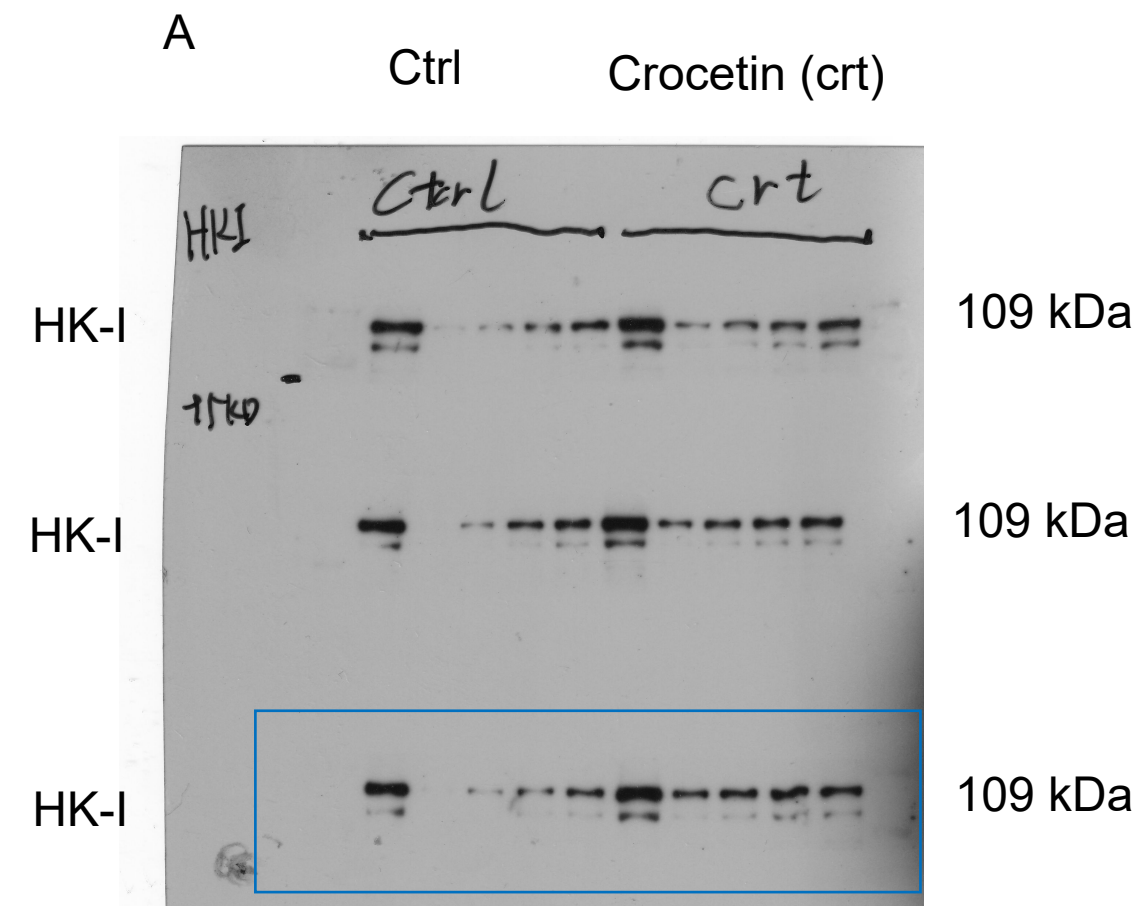 A
Ctrl
Crocetin (crt)
Ctrl
crt
HKI
HK-I
109 kDa
HK-I
109 kDa
HK-I
109 kDa